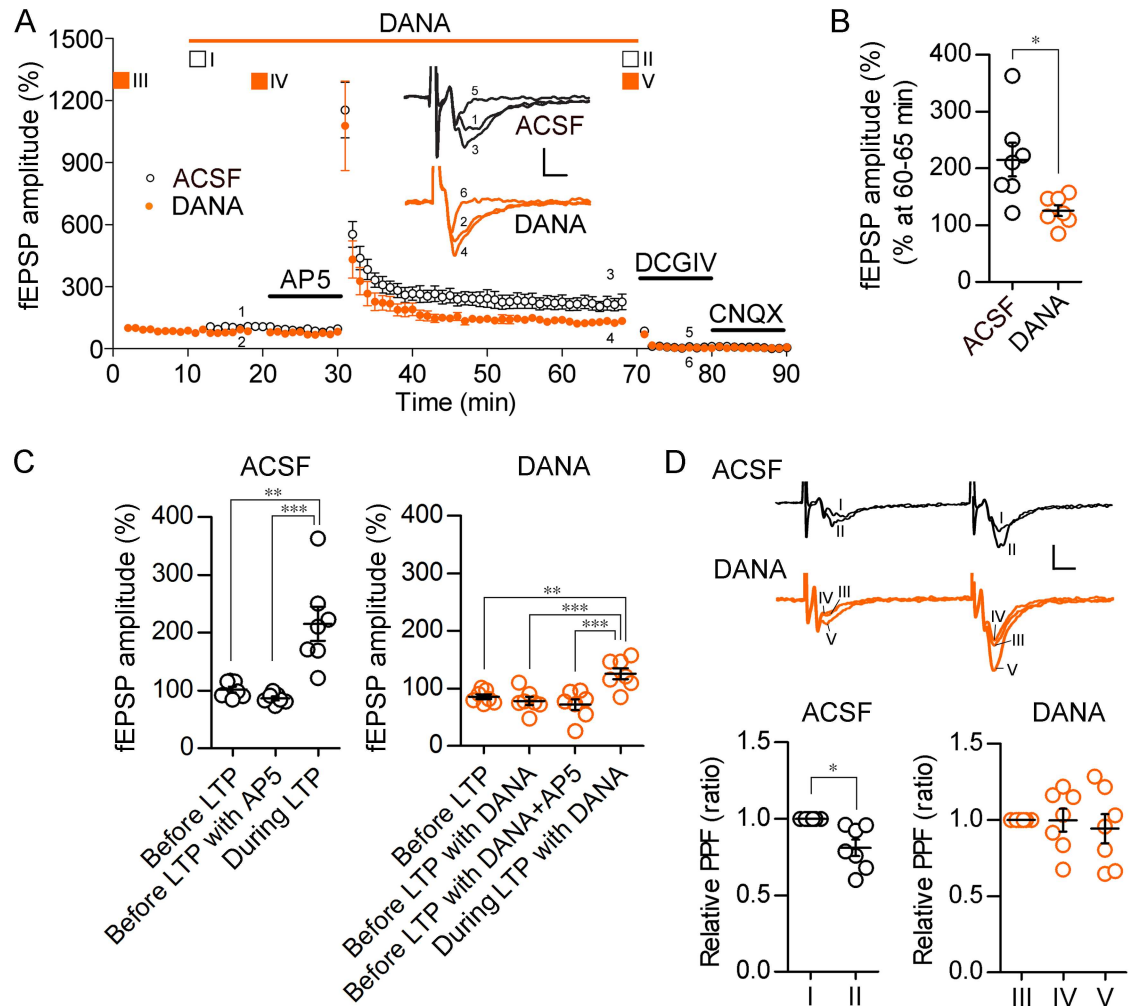 A
DANA
1500
1200
900
600
300
0
fEPSP amplitude (%)
I
II
III
IV
V
5
1
3
ACSF
6
2
4
DANA
ACSF
DANA
AP5
1
2
3
4
DCGIV
CNQX
5
6
0 10 20 30 40 50 60 70 80 90
Time (min)
B
*
400
300
200
100
0
fEPSP amplitude (%)
(% at 60-65 min)
ACSF
DANA
C
ACSF
**
***
400
300
200
100
0
fEPSP amplitude (%)
Before LTP
Before LTP with AP5
During LTP
DANA
**
***
***
400
300
200
100
0
fEPSP amplitude (%)
Before LTP
Before LTP with DANA
Before LTP with DANA+AP5
During LTP with DANA
D
ACSF
I
II
I
II
DANA
IV
III
V
IV
III
V
ACSF
*
1.5
1.0
0.5
0.0
Relative PPF (ratio)
I II
DANA
1.5
1.0
0.5
0.0
Relative PPF (ratio)
III IV V